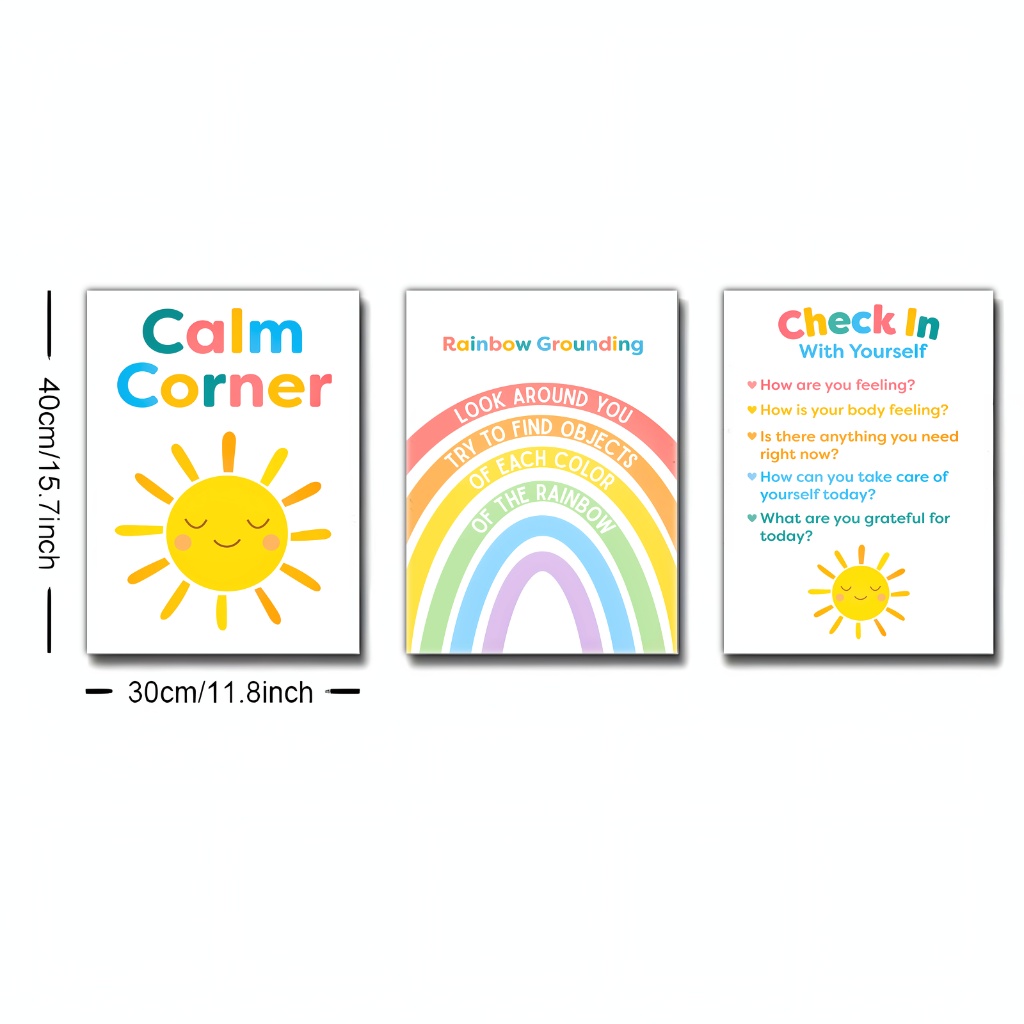 Calm
Corner
Rainbow Grounding
LOOK AROUND YOU
TRY TO FIND OBJECTS
OF EACH COLOR
OF THE RAINBOW
Check In
With Yourself
How are you feeling?
How is your body feeling?
Is there anything you need
right now?
How can you take care of
yourself today?
What are you grateful for
today?
40cm/15.7inch
30cm/11.8inch